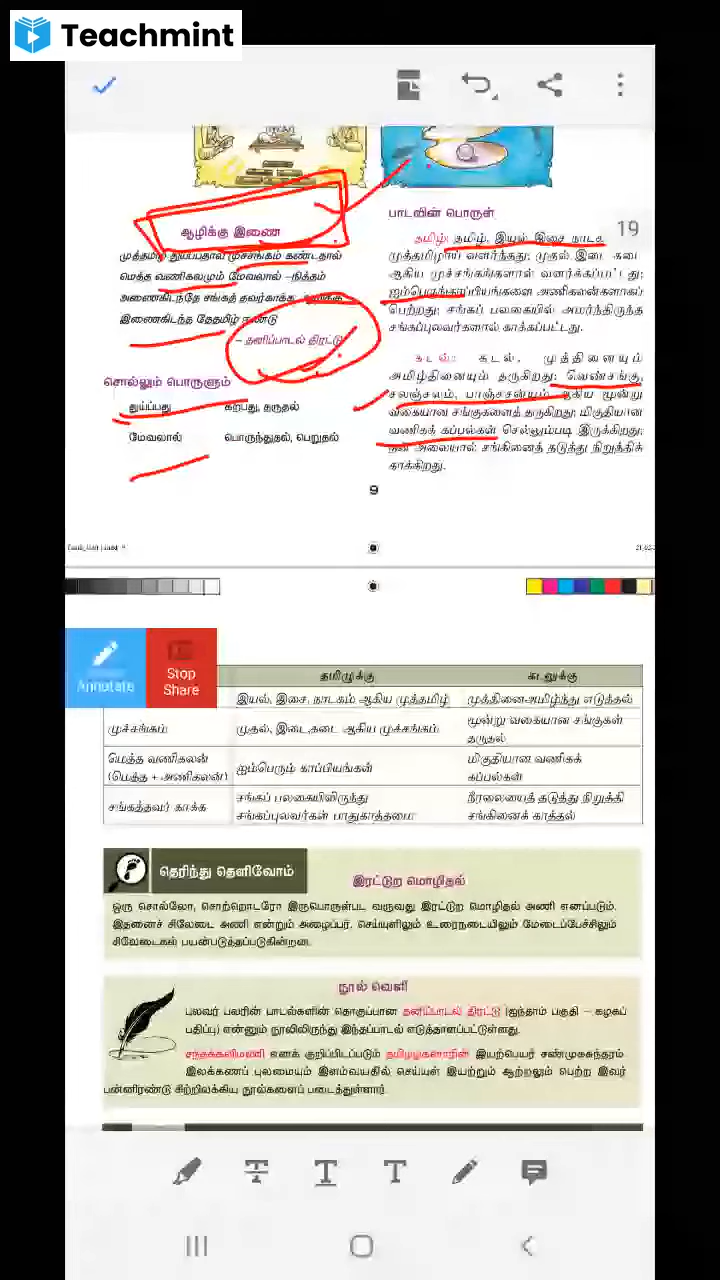 Teachmint
ஆழிக்கு இணை
முத்தமிழ் துய்ப்பதால் முச்சங்கம் கண்டதால்
மெத்த வணிகலமும் மேவலால் –நித்தம்
அணைகிடந்தே சங்கத் தவர்காக்க
இணைகிடந்த தேதமிழ் ஈண்டு
– தனிப்பாடல் திரட்டு
சொல்லும் பொருளும்
துய்ப்பது கற்பது, தருதல்
மேவலால் பொருந்துதல், பெறுதல்
பாடலின் பொருள்
19
தமிழ்: தமிழ், இயல் இசை நாடக
முத்தமிழாய் வளர்ந்தது; முதல் இடை கடை
ஆகிய முச்சங்கங்களால் வளர்க்கப்பட்டது;
ஐம்பெருங்காப்பியங்களை அணிகலன்களாகப்
பெற்றது; சங்கப் பலகையில் அமர்ந்திருந்த
சங்கப்புலவர்களால் காக்கப்பட்டது.
கடல்: கடல், முத்தினையும்
அமிழ்தினையும் தருகிறது; வெண்சங்கு,
சலஞ்சலம், பாஞ்சசன்யம் ஆகிய மூன்று
வகையான சங்குகளைத் தருகிறது; மிகுதியான
வணிகக் கப்பல்கள் செல்லும்படி இருக்கிறது;
தன் அலையால் சங்கினைத் தடுத்து நிறுத்திக்
காக்கிறது.
9
Annotate
Stop
Share
தமிழுக்கு கடலுக்கு
இயல், இசை, நாடகம் ஆகிய முத்தமிழ் முத்தினைஅமிழ்ந்து எடுத்தல்
முச்சங்கம் முதல், இடை,கடை ஆகிய முச்சங்கம் மூன்று வகையான சங்குகள்
தருதல்
மெத்த வணிகலன்
(மெத்த + அணிகலன்) ஐம்பெரும் காப்பியங்கள் மிகுதியான வணிகக்
கப்பல்கள்
சங்கத்தவர் காக்க சங்கப் பலகையிலிருந்து
சங்கப்புலவர்கள் பாதுகாத்தமை நீரலையைத் தடுத்து நிறுத்தி
சங்கினைக் காத்தல்
தெரிந்து தெளிவோம்
இரட்டுற மொழிதல்
ஒரு சொல்லோ, சொற்றொடரோ இருபொருள்பட வருவது இரட்டுற மொழிதல் அணி எனப்படும்.
இதனைச் சிலேடை அணி என்றும் அழைப்பர். செய்யுளிலும் உரைநடையிலும் மேடைப்பேச்சிலும்
சிலேடைகள் பயன்படுத்தப்படுகின்றன.
நூல் வெளி
புலவர் பலரின் பாடல்களின் தொகுப்பான தனிப்பாடல் திரட்டு (ஐந்தாம் பகுதி – கழகப்
பதிப்பு) என்னும் நூலிலிருந்து இந்தப்பாடல் எடுத்தாளப்பட்டுள்ளது.
சந்தக்கவிமணி எனக் குறிப்பிடப்படும் தமிழழகனாரின் இயற்பெயர் சண்முகசுந்தரம்.
இலக்கணப் புலமையும் இளம்வயதில் செய்யுள் இயற்றும் ஆற்றலும் பெற்ற இவர்
பன்னிரண்டு சிற்றிலக்கிய நூல்களைப் படைத்துள்ளார்.